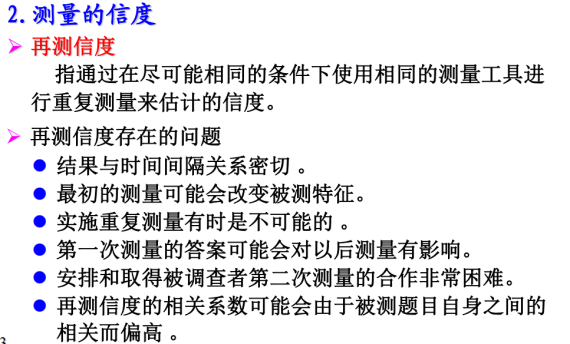 2.测量的信度
再测信度
指通过在尽可能相同的条件下使用相同的测量工具进
行重复测量来估计的信度。
再测信度存在的问题
结果与时间间隔关系密切 。
最初的测量可能会改变被测特征。
实施重复测量有时是不可能的 。
第一次测量的答案可能会对以后测量有影响。
安排和取得被调查者第二次测量的合作非常困难。
再测信度的相关系数可能会由于被测题目自身之间的
相关而偏高 。